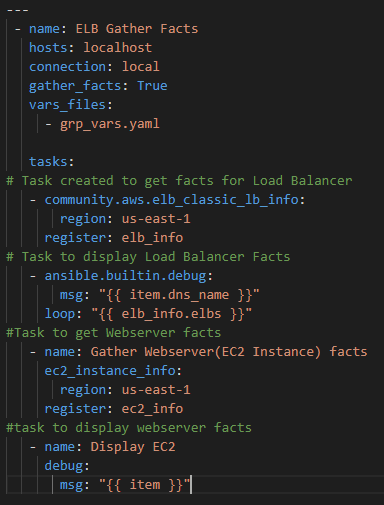 ---
- name: ELB Gather Facts
hosts: localhost
connection: local
gather_facts: True
vars_files:
- grp_vars.yaml
tasks:
# Task created to get facts for Load Balancer
- community.aws.elb_classic_lb_info:
region: us-east-1
register: elb_info
# Task to display Load Balancer Facts
- ansible.builtin.debug:
msg: "{{ item.dns_name }}"
loop: "{{ elb_info.elbs }}"
#Task to get Webserver facts
- name: Gather Webserver(EC2 Instance) facts
ec2_instance_info:
region: us-east-1
register: ec2_info
#task to display webserver facts
- name: Display EC2
debug:
msg: "{{ item }}"